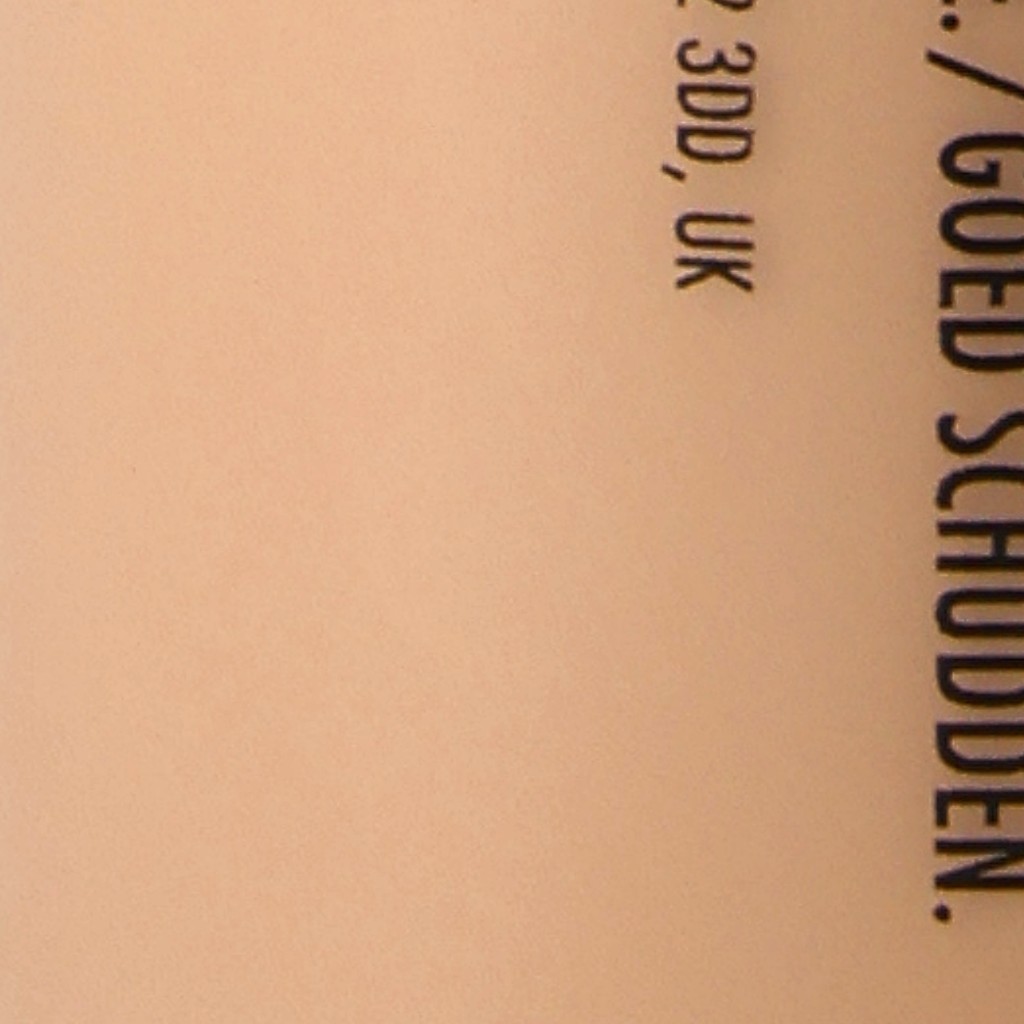 / GOED SCHUDDEN.
3DD, UK